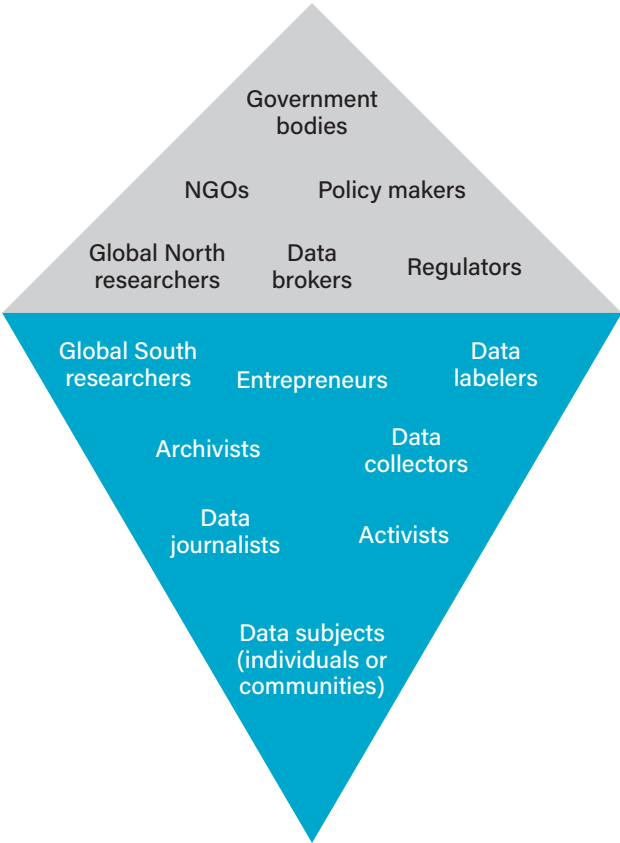 Government
bodies
NGOs
Policy makers
Global North
researchers
Data
brokers
Regulators
Global South
researchers
Entrepreneurs
Data
labelers
Archivists
Data
collectors
Data
journalists
Activists
Data subjects
(individuals or
communities)